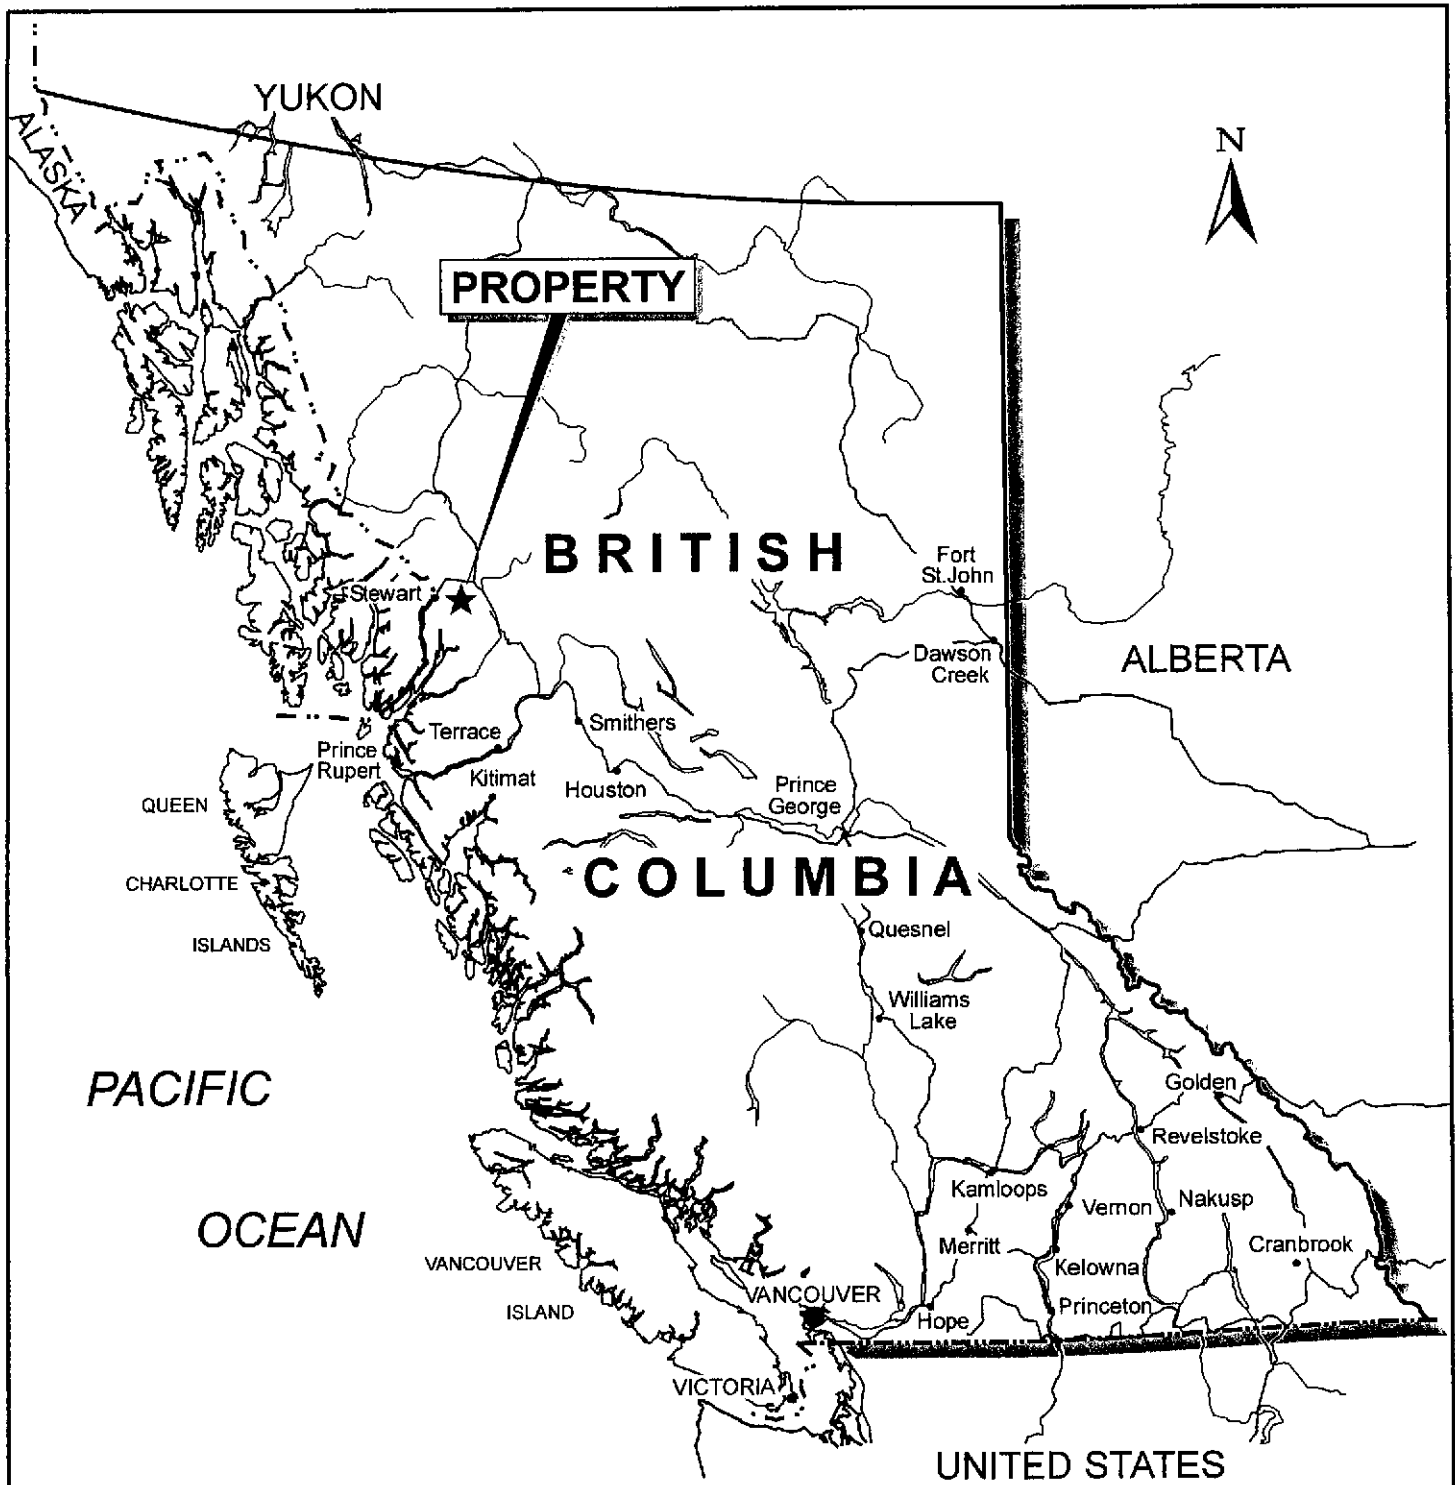 YUKON
ALASKA
N
PROPERTY
BRITISH
Fort
St.John
Stewart
Dawson
Creek
ALBERTA
Smithers
Terrace
Prince
Rupert
Kitimat
Houston
Prince
George
QUEEN
CHARLOTTE
ISLANDS
COLUMBIA
Quesnel
Williams
Lake
PACIFIC
OCEAN
Golden
Revelstoke
Kamloops
Vernon
Nakusp
Merritt
Cranbrook
Kelowna
VANCOUVER
ISLAND
VANCOUVER
Hope
Princeton
VICTORIA
UNITED STATES